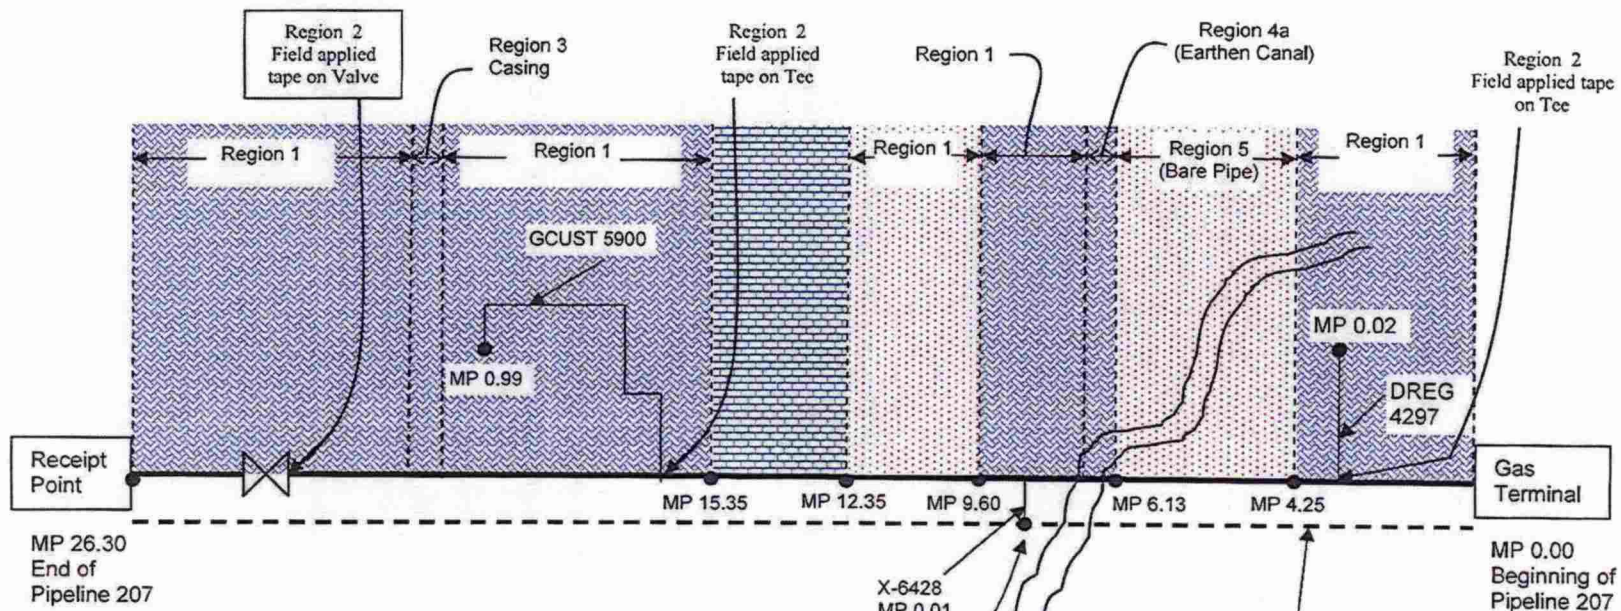 Region 2
Field applied
tape on Valve
Region 3
Casing
Region 2
Field applied
tape on Tee
Region 1
Region 4a
(Earthen Canal)
Region 2
Field applied tape
on Tee
Region 1
Region 1
Region 1
Region 5
(Bare Pipe)
Region 1
GCUST 5900
MP 0.99
MP 0.02
DREG
4297
Receipt
Point
Gas
Terminal
MP 15.35
MP 12.35
MP 9.60
MP 6.13
MP 4.25
MP 26.30
End of
Pipeline 207
X-6428
MP 0.01
MP 0.00
Beginning of
Pipeline 207